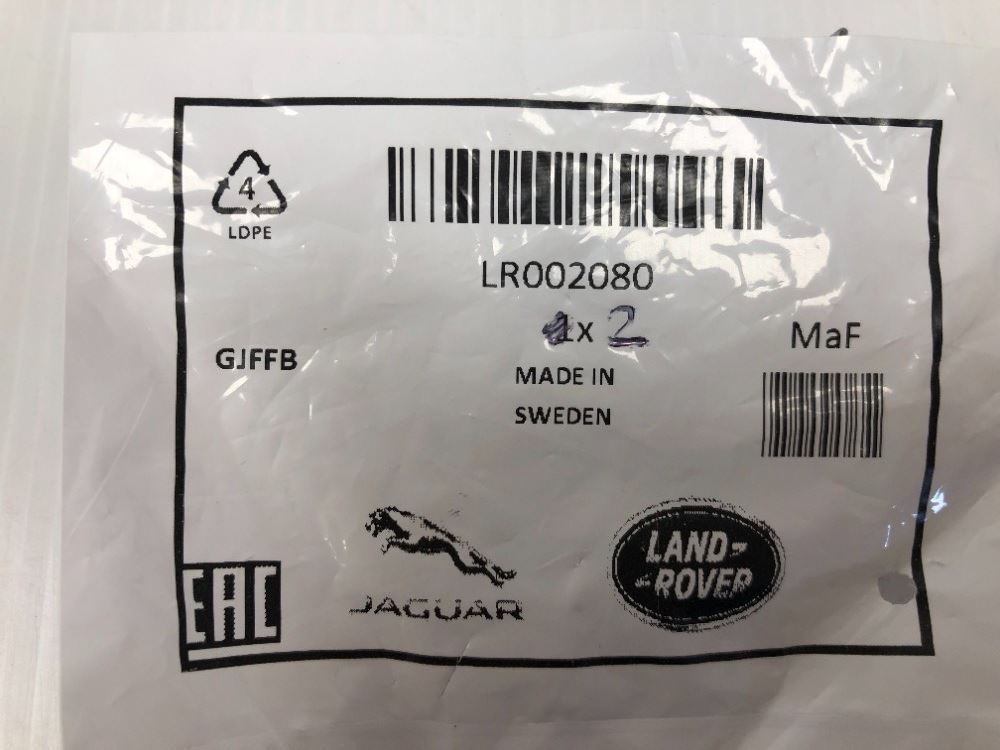 4
LDPE
LR002080
1x 2
MaF
GJFFB
MADE IN
SWEDEN
EAC
JAGUAR
LAND-
-ROVER